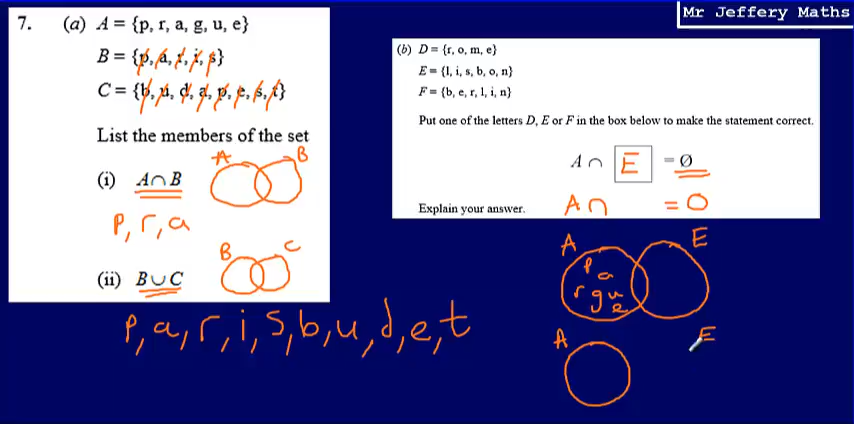 Mr Jeffery Maths
7. (a) A = {p, r, a, g, u, e}
B = {p, a, r, i, s}
C = {b, u, d, a, p, e, s, t}
List the members of the set
A B
(i) A∩B
p, r, a
B C
(ii) B∪C
p, a, r, i, s, b, u, d, e, t
(b) D = {r, o, m, e}
E = {l, i, s, b, o, n}
F = {b, e, r, l, i, n}
Put one of the letters D, E or F in the box below to make the statement correct.
A ∩ E = Ø
Explain your answer.
A ∩ = O
A E
p a
r g u
e
A E